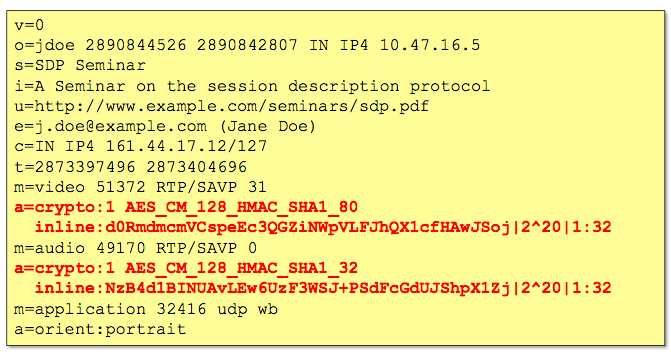 v=0
o=jdoe 2890844526 2890842807 IN IP4 10.47.16.5
s=SDP Seminar
i=A Seminar on the session description protocol
u=http://www.example.com/seminars/sdp.pdf
e=j.doe@example.com (Jane Doe)
c=IN IP4 161.44.17.12/127
t=2873397496 2873404696
m=video 51372 RTP/SAVP 31
a=crypto:1 AES_CM_128_HMAC_SHA1_80
inline:d0RmdmcmVCspeEc3QGZiNWpVLFJhQX1cfHAwJSoj|2^20|1:32
m=audio 49170 RTP/SAVP 0
a=crypto:1 AES_CM_128_HMAC_SHA1_32
inline:NzB4d1BINUAvLEw6UzF3WSJ+PSdFcGdUJShpX1Zj|2^20|1:32
m=application 32416 udp wb
a=orient:portrait